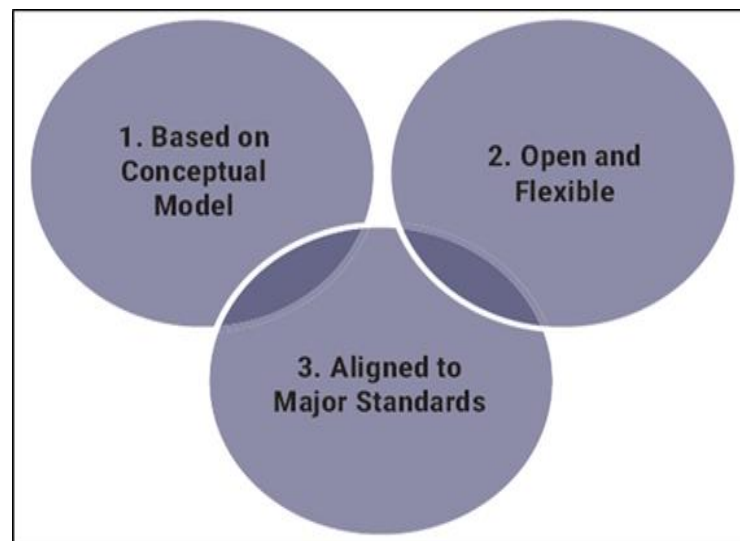 1. Based on
Conceptual
Model
2. Open and
Flexible
3. Aligned to
Major Standards